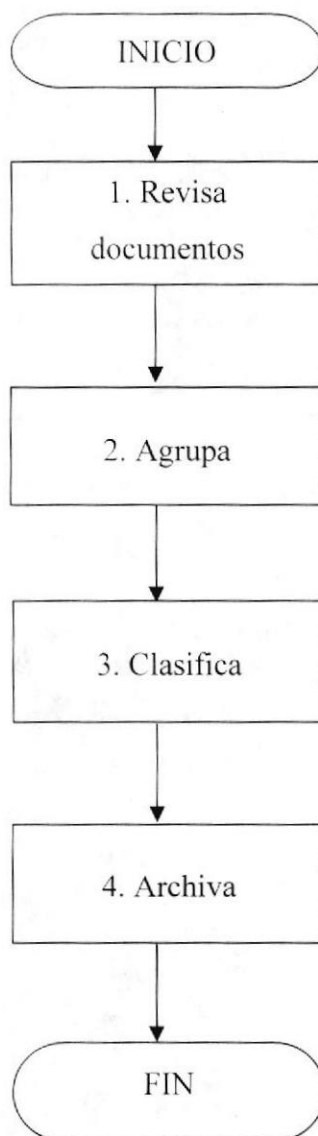 INICIO
1. Revisa
documentos
2. Agrupa
3. Clasifica
4. Archiva
FIN